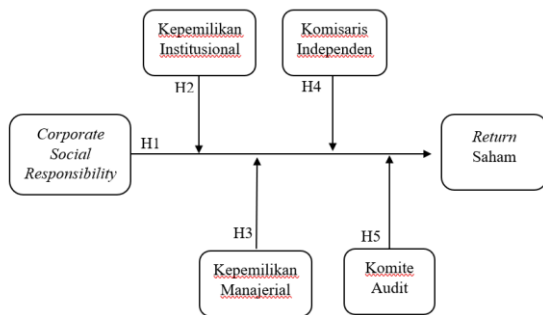 Kepemilikan
Institusional
Komisaris
Independen
H2
H4
Corporate
Social
Responsibility
H1
Return
Saham
H3
H5
Kepemilikan
Manajerial
Komite
Audit